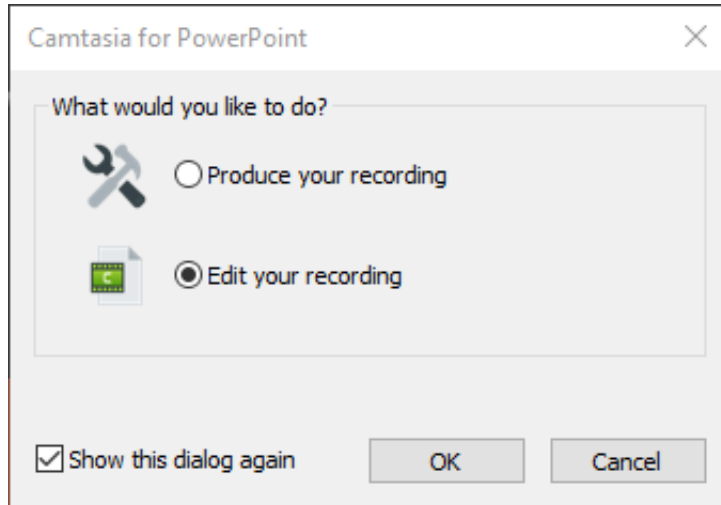 Camtasia for PowerPoint
What would you like to do?
Produce your recording
C
Edit your recording
Show this dialog again
OK
Cancel